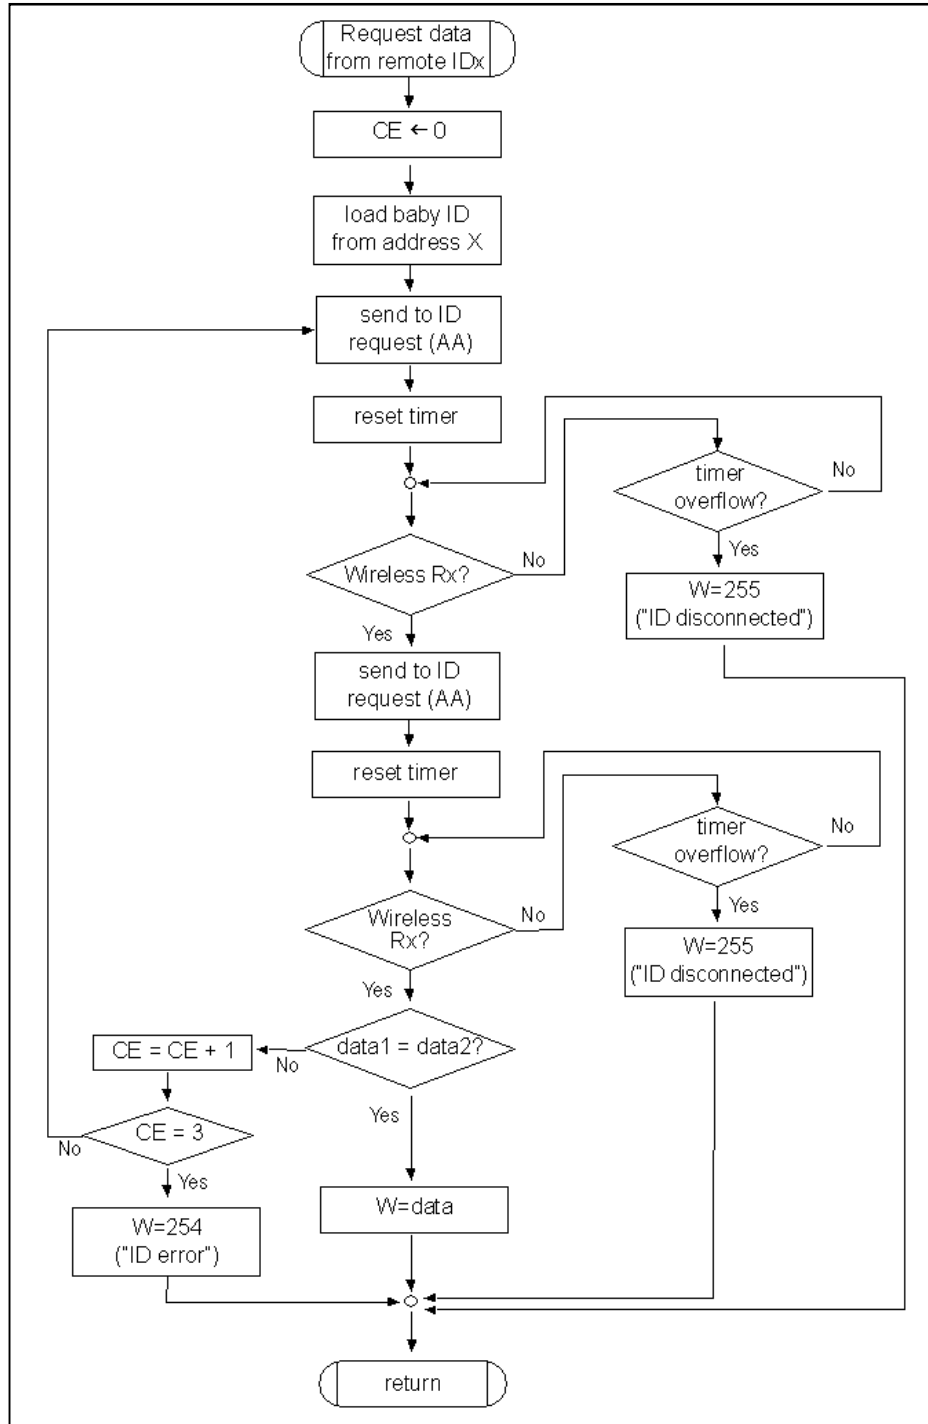 Request data
from remote IDx
CE ← 0
load baby ID
from address X
send to ID
request (AA)
reset timer
timer
overflow?
No
Yes
Wireless Rx?
No
Yes
W=255
("ID disconnected")
send to ID
request (AA)
reset timer
timer
overflow?
No
Yes
Wireless
Rx?
No
Yes
W=255
("ID disconnected")
data1 = data2?
No
Yes
CE = CE + 1
CE = 3
No
Yes
W=254
("ID error")
W=data
return